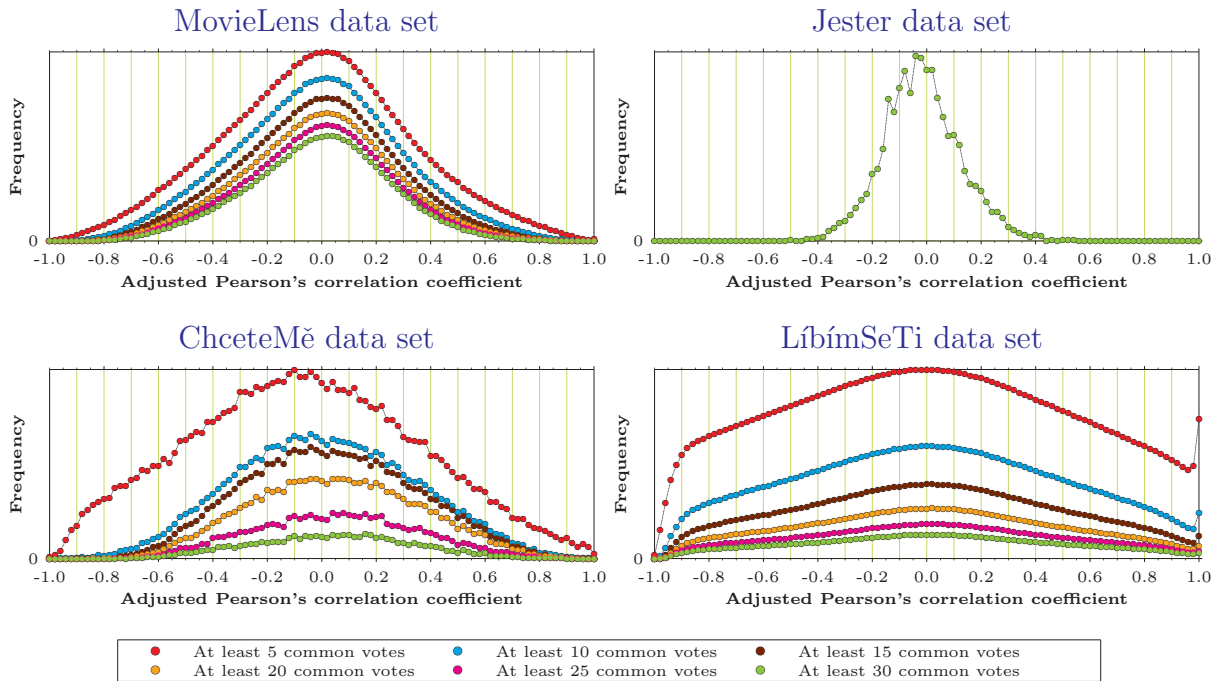 MovieLens data set
Frequency
0
-1.0 -0.8 -0.6 -0.4 -0.2 0.0 0.2 0.4 0.6 0.8 1.0
Adjusted Pearson's correlation coefficient
Jester data set
Frequency
0
-1.0 -0.8 -0.6 -0.4 -0.2 0.0 0.2 0.4 0.6 0.8 1.0
Adjusted Pearson's correlation coefficient
ChceteMě data set
Frequency
0
-1.0 -0.8 -0.6 -0.4 -0.2 0.0 0.2 0.4 0.6 0.8 1.0
Adjusted Pearson's correlation coefficient
LíbímSeTi data set
Frequency
0
-1.0 -0.8 -0.6 -0.4 -0.2 0.0 0.2 0.4 0.6 0.8 1.0
Adjusted Pearson's correlation coefficient
At least 5 common votes At least 10 common votes At least 15 common votes
At least 20 common votes At least 25 common votes At least 30 common votes